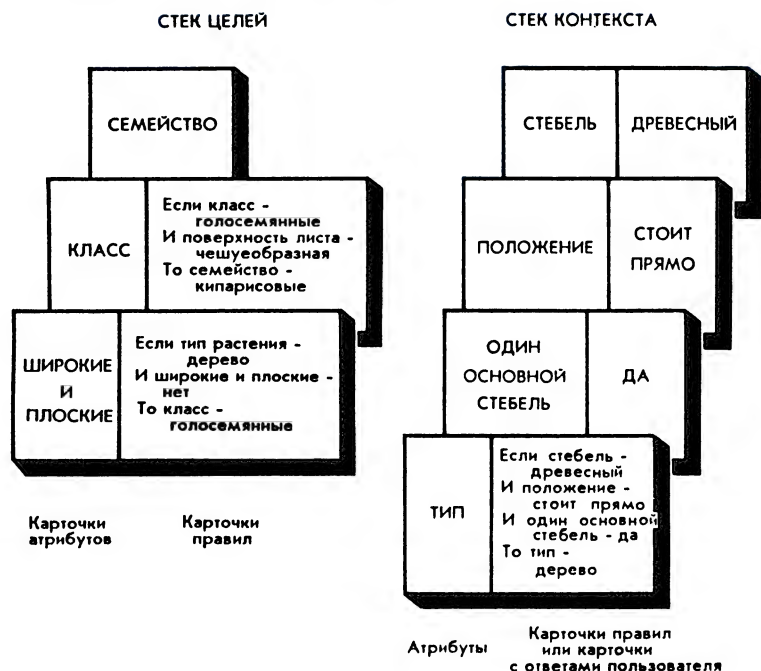 СТЕК ЦЕЛЕЙ
СЕМЕЙСТВО
КЛАСС
Если класс -
голосемянные
И поверхность листа -
чешуеобразная
То семейство -
кипарисовые
ШИРОКИЕ
И
ПЛОСКИЕ
Если тип растения -
дерево
И широкие и плоские -
нет
То класс -
голосемянные
Карточки
атрибутов
Карточки
правил
СТЕК КОНТЕКСТА
СТЕБЕЛЬ
ДРЕВЕСНЫЙ
ПОЛОЖЕНИЕ
СТОИТ
ПРЯМО
ОДИН
ОСНОВНОЙ
СТЕБЕЛЬ
ДА
ТИП
Если стебель -
древесный
И положение -
стоит прямо
И один основной
стебель - да
То тип -
дерево
Атрибуты
Карточки правил
или карточки
с ответами пользователя